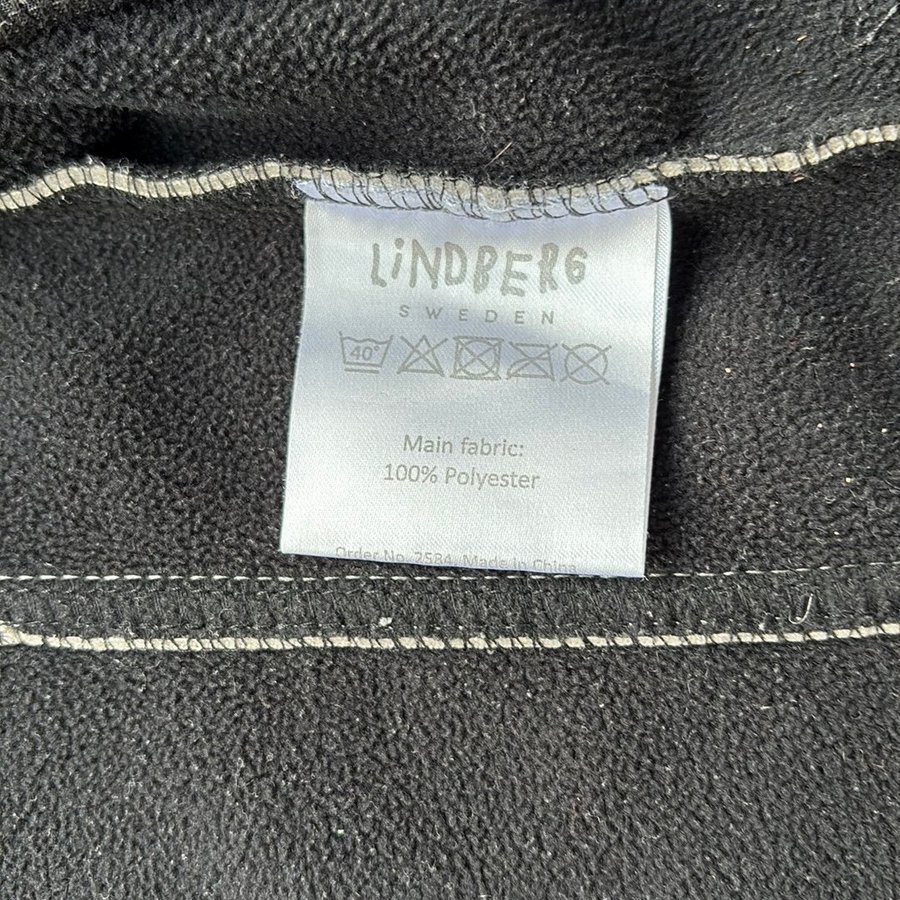 LiNDBERG
SWEDEN
40°
Main fabric:
100% Polyester
Order No. 2584 Made in China